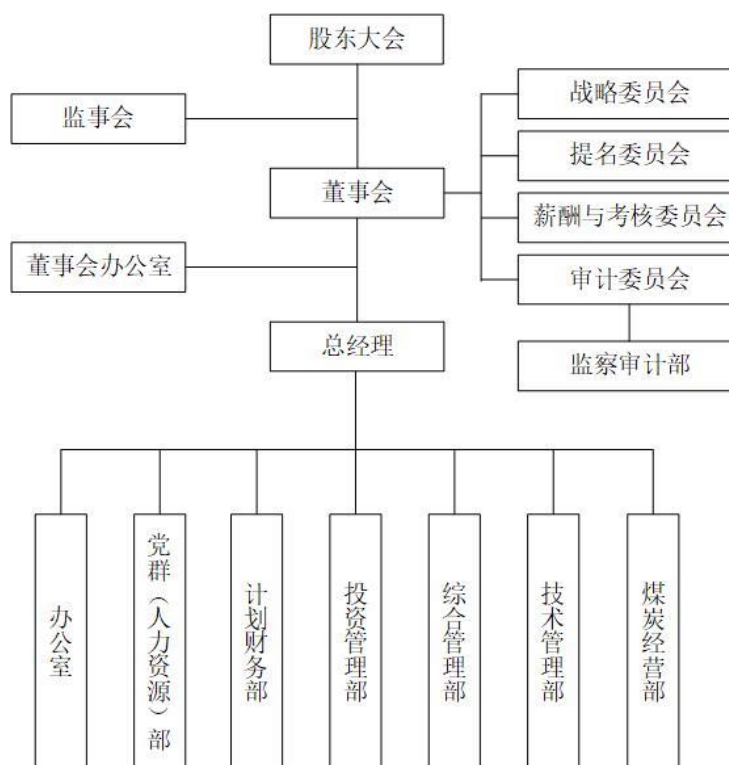 股东大会
监事会
战略委员会
提名委员会
董事会
薪酬与考核委员会
董事会办公室
审计委员会
总经理
监察审计部
办公室
党群（人力资源）部
计划财务部
投资管理部
综合管理部
技术管理部
煤炭经营部